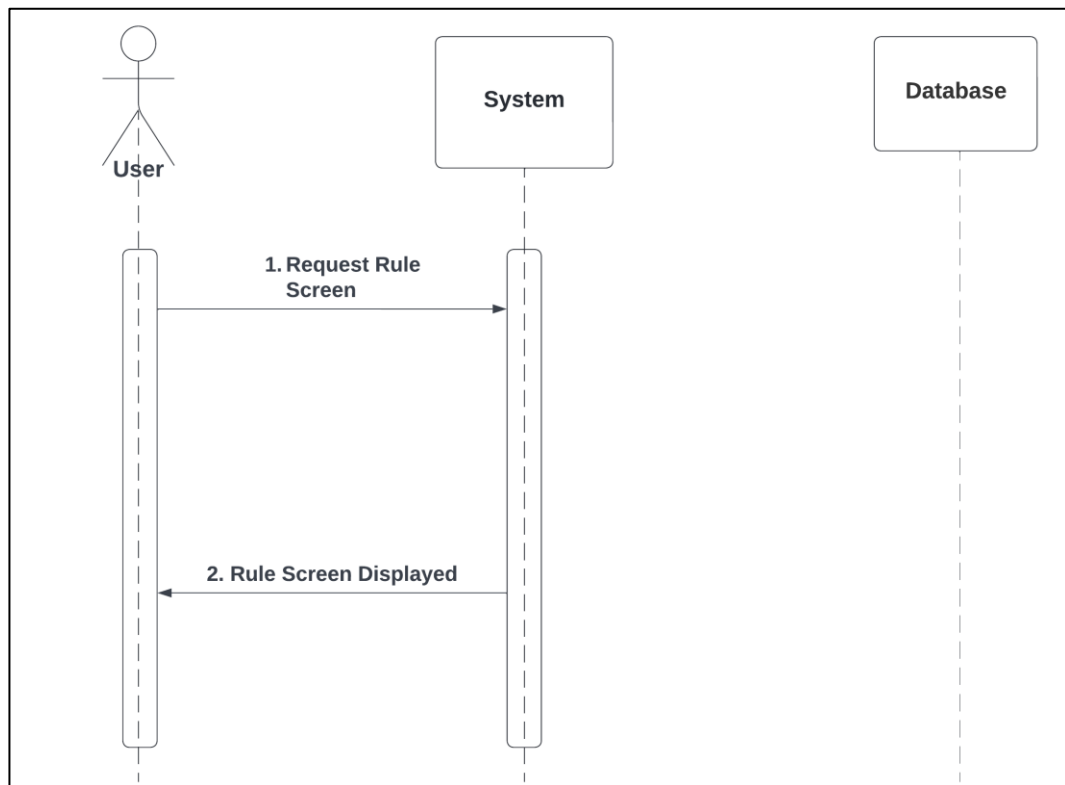 System
Database
User
1. Request Rule
Screen
2. Rule Screen Displayed